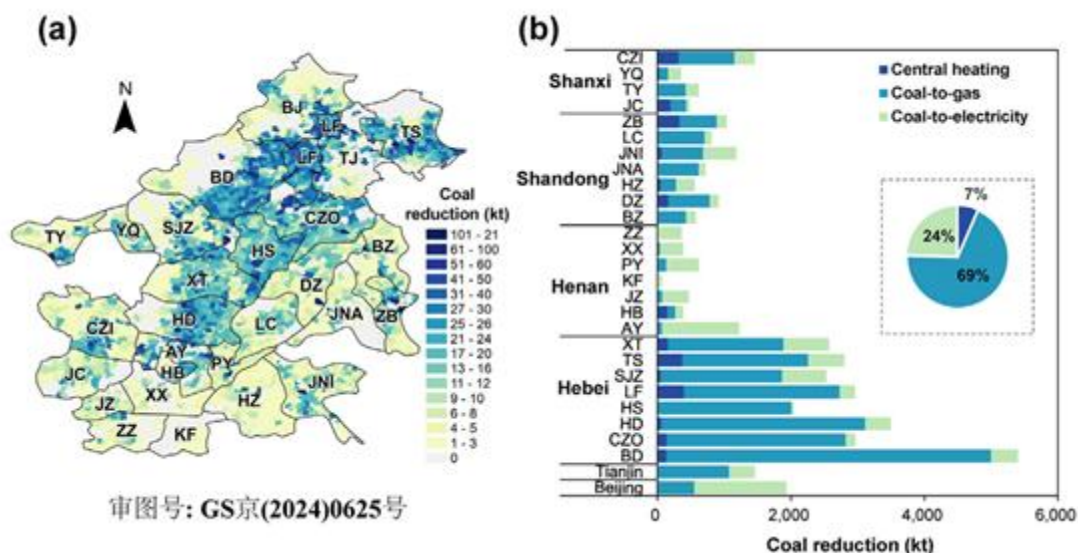 (a)
N
BJ
LF
TS
LF
TJ
BD
CZO
TY
YQ
SJZ
HS
BZ
XT
DZ
HD
LC
JNA
ZB
CZI
AY
HB
PY
JC
XX
HZ
JNI
JZ
ZZ
KF
Coal
reduction (kt)
101 - 21
61 - 100
51 - 60
41 - 50
31 - 40
27 - 30
25 - 26
21 - 24
17 - 20
13 - 16
11 - 12
9 - 10
6 - 8
4 - 5
1 - 3
0
审图号: GS京(2024)0625号
(b)
Shanxi
CZI
YQ
TY
JC
Shandong
ZB
LC
JNI
JNA
HZ
DZ
BZ
Henan
ZZ
XX
PY
KF
JZ
HB
AY
Hebei
XT
TS
SJZ
LF
HS
HD
CZO
BD
Tianjin
Beijing
Central heating
Coal-to-gas
Coal-to-electricity
7%
24%
69%
0 2,000 4,000 6,000
Coal reduction (kt)